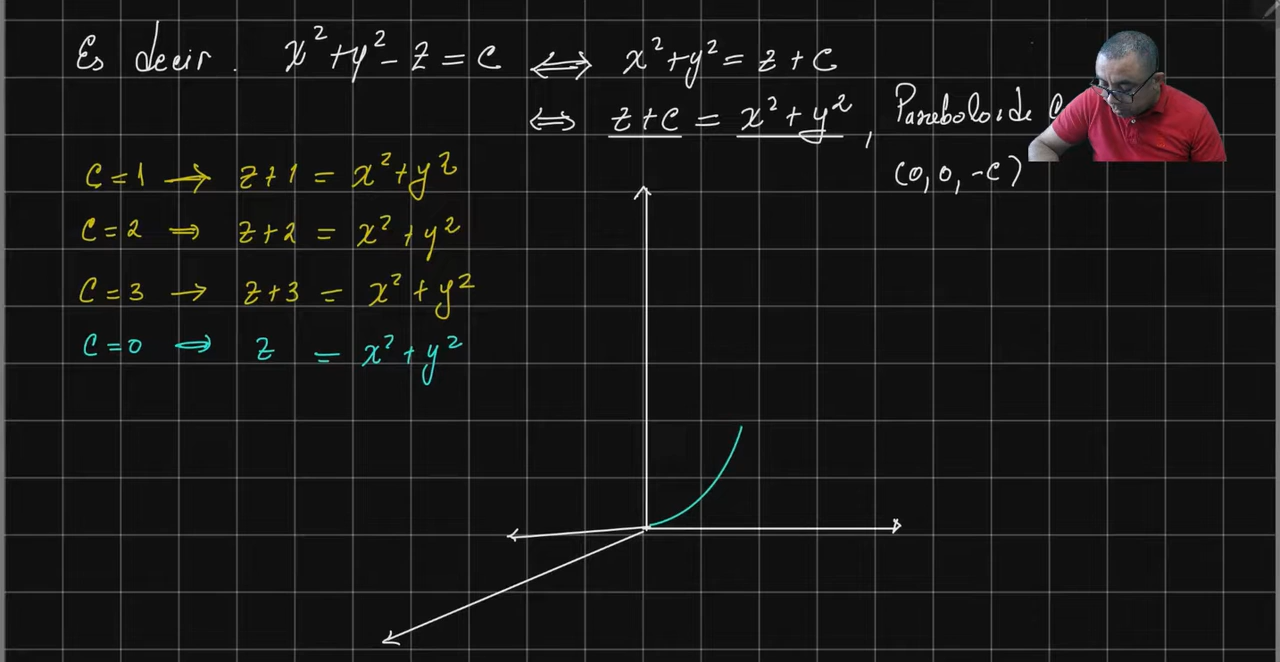 Es decir. x²+y²-z=C ⟺ x²+y²=z+C
⟺ z+C = x²+y², Paraboloide
(0,0,-C)
C=1 → z+1 = x²+y²
C=2 ⇒ z+2 = x²+y²
C=3 → z+3 = x²+y²
C=0 ⇒ z = x²+y²